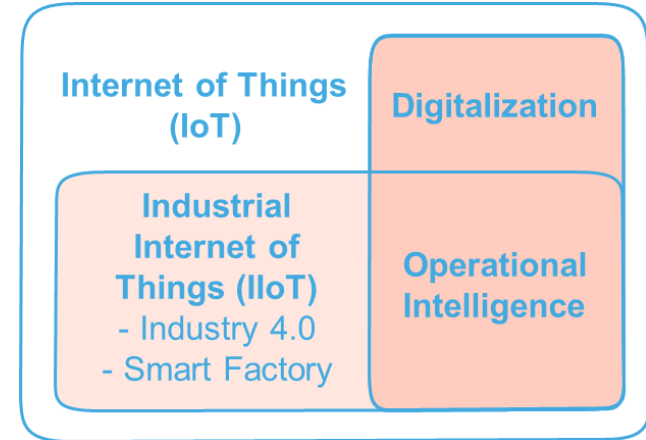 Internet of Things
(IoT)
Digitalization
Industrial
Internet of
Things (IIoT)
- Industry 4.0
- Smart Factory
Operational
Intelligence